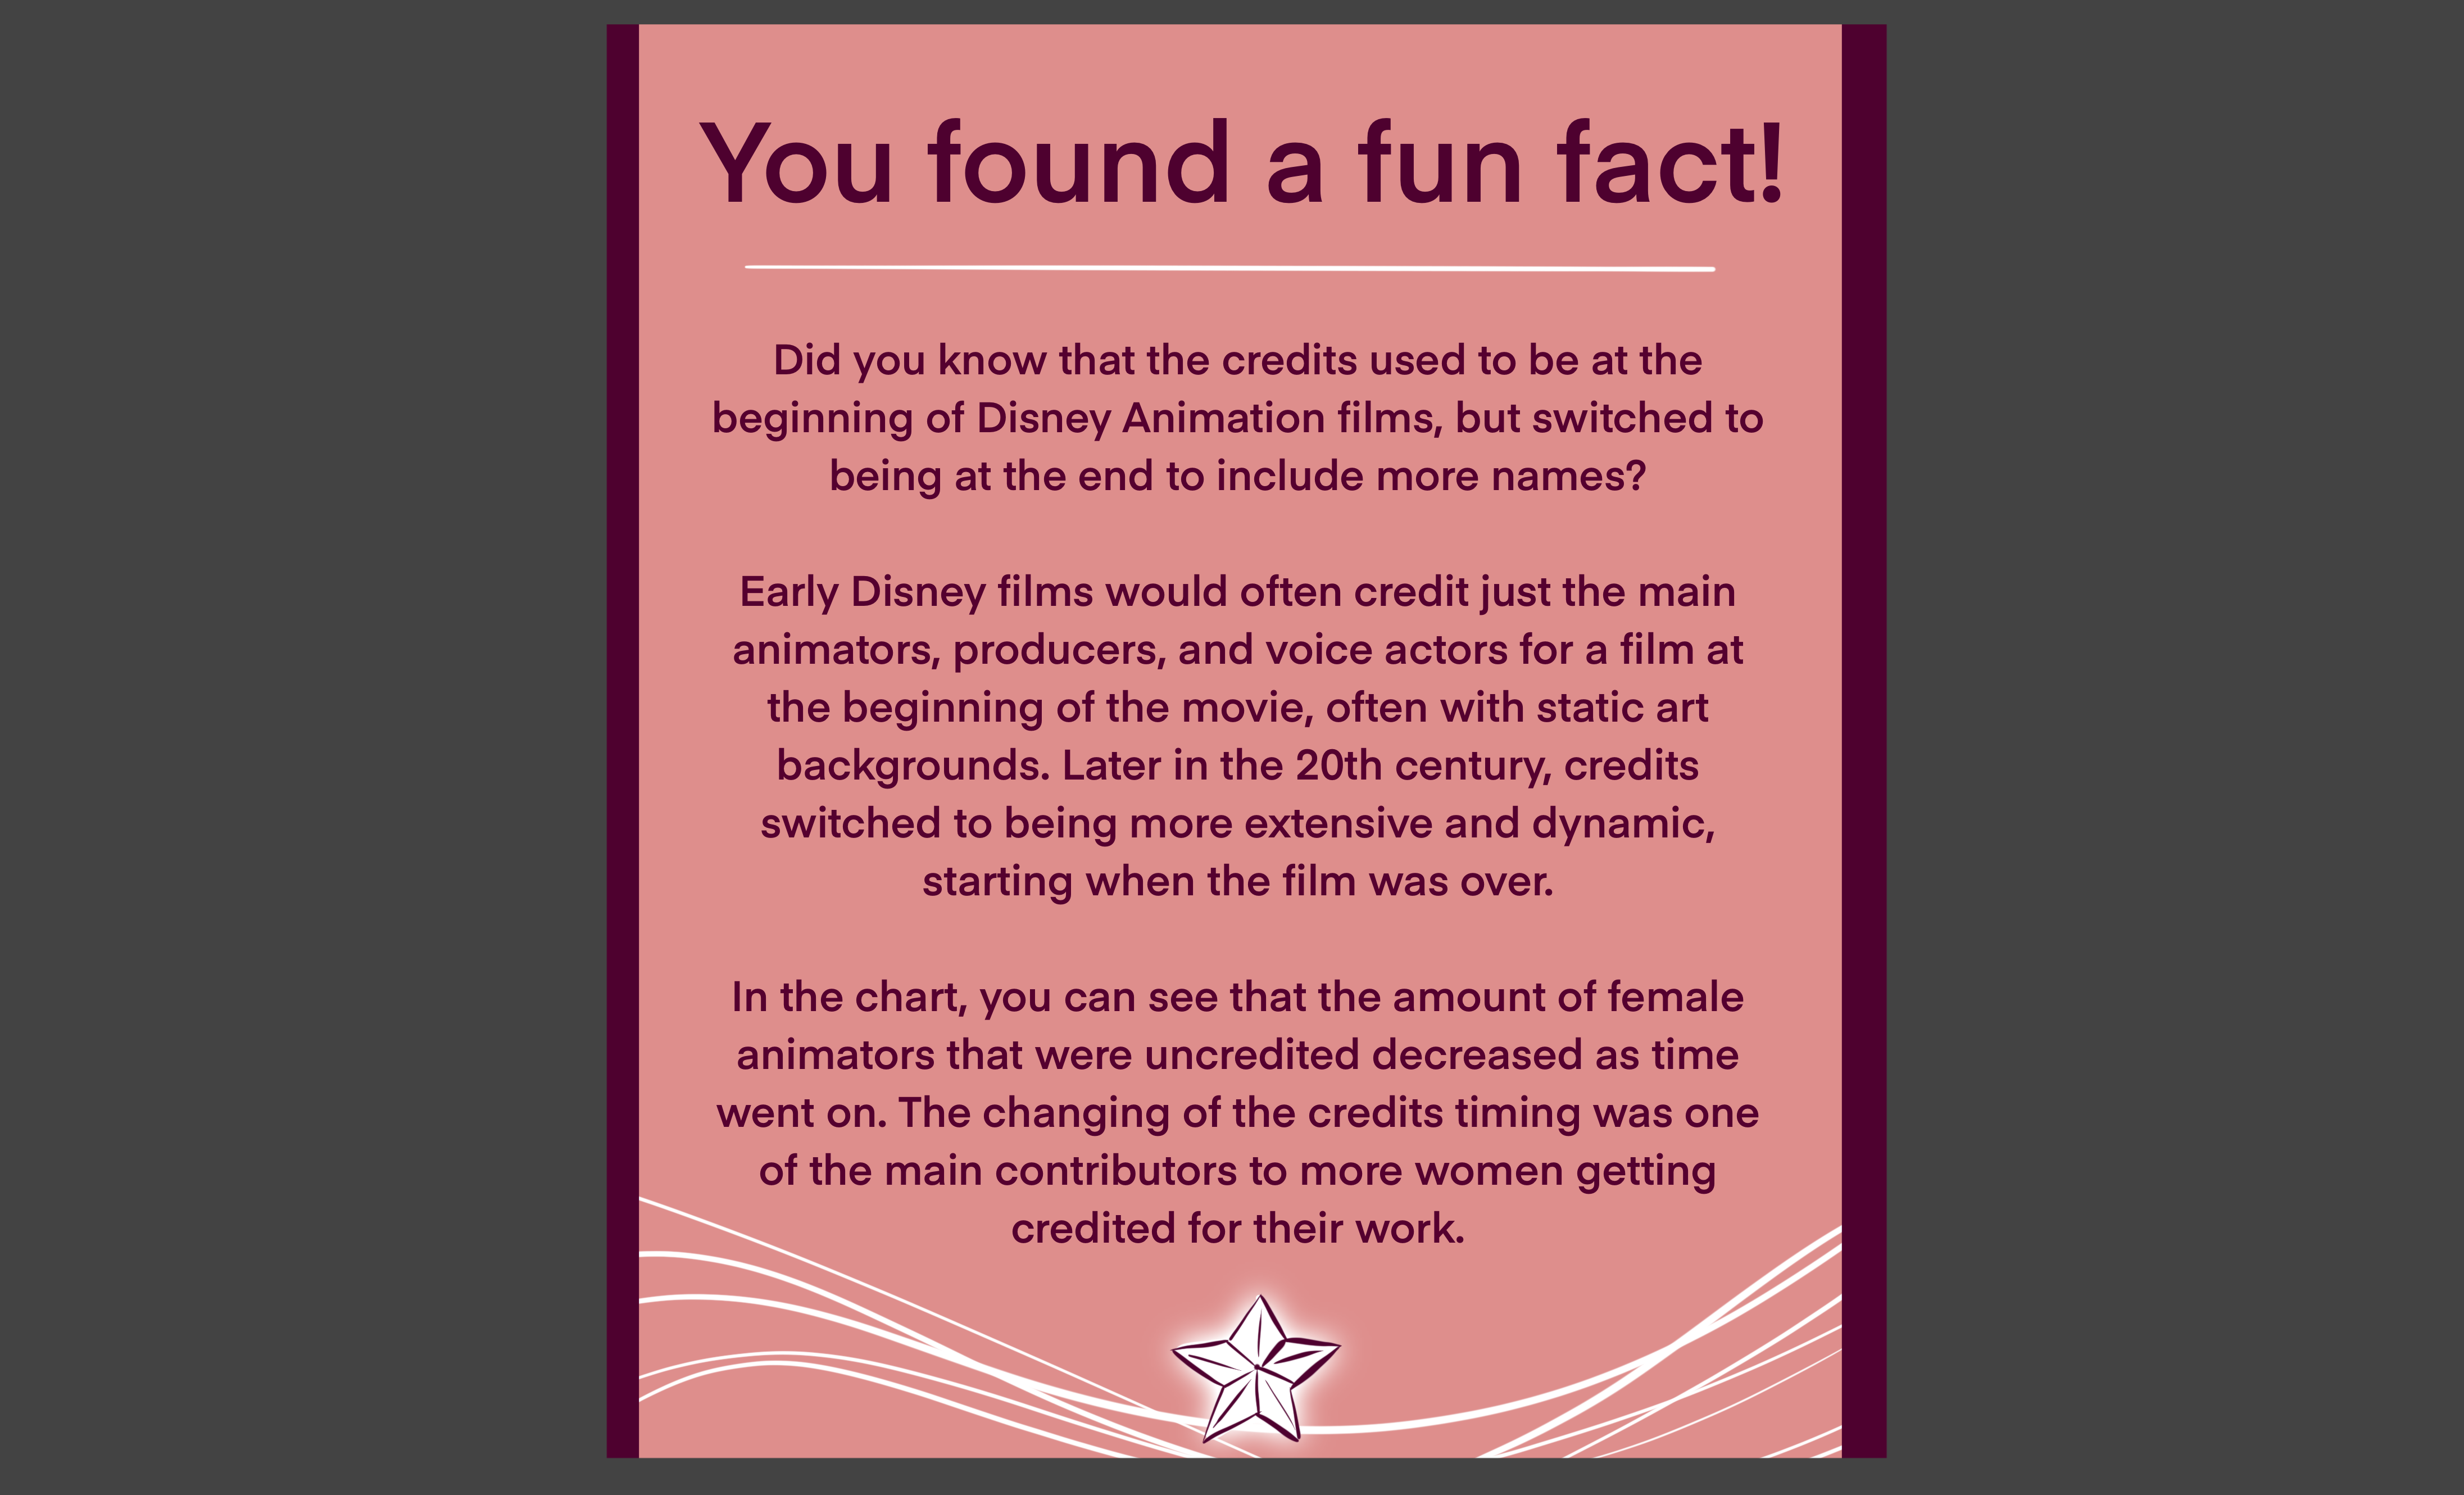 You found a fun fact!
Did you know that the credits used to be at the
beginning of Disney Animation films, but switched to
being at the end to include more names?
Early Disney films would often credit just the main
animators, producers, and voice actors for a film at
the beginning of the movie, often with static art
backgrounds. Later in the 20th century, credits
switched to being more extensive and dynamic,
starting when the film was over.
In the chart, you can see that the amount of female
animators that were uncredited decreased as time
went on. The changing of the credits timing was one
of the main contributors to more women getting
credited for their work.